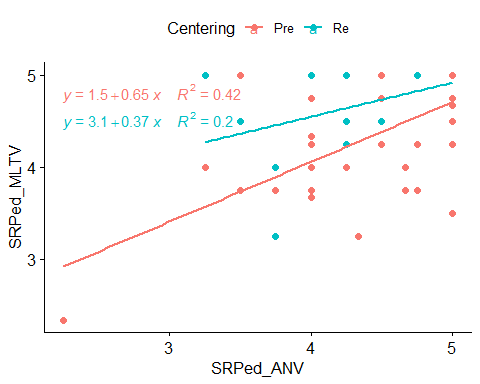 Centering a Pre a Re
5
y = 1.5+0.65 x R² = 0.42
y = 3.1+0.37 x R² = 0.2
4
3
SRPed_MLTV
3 4 5
SRPed_ANV